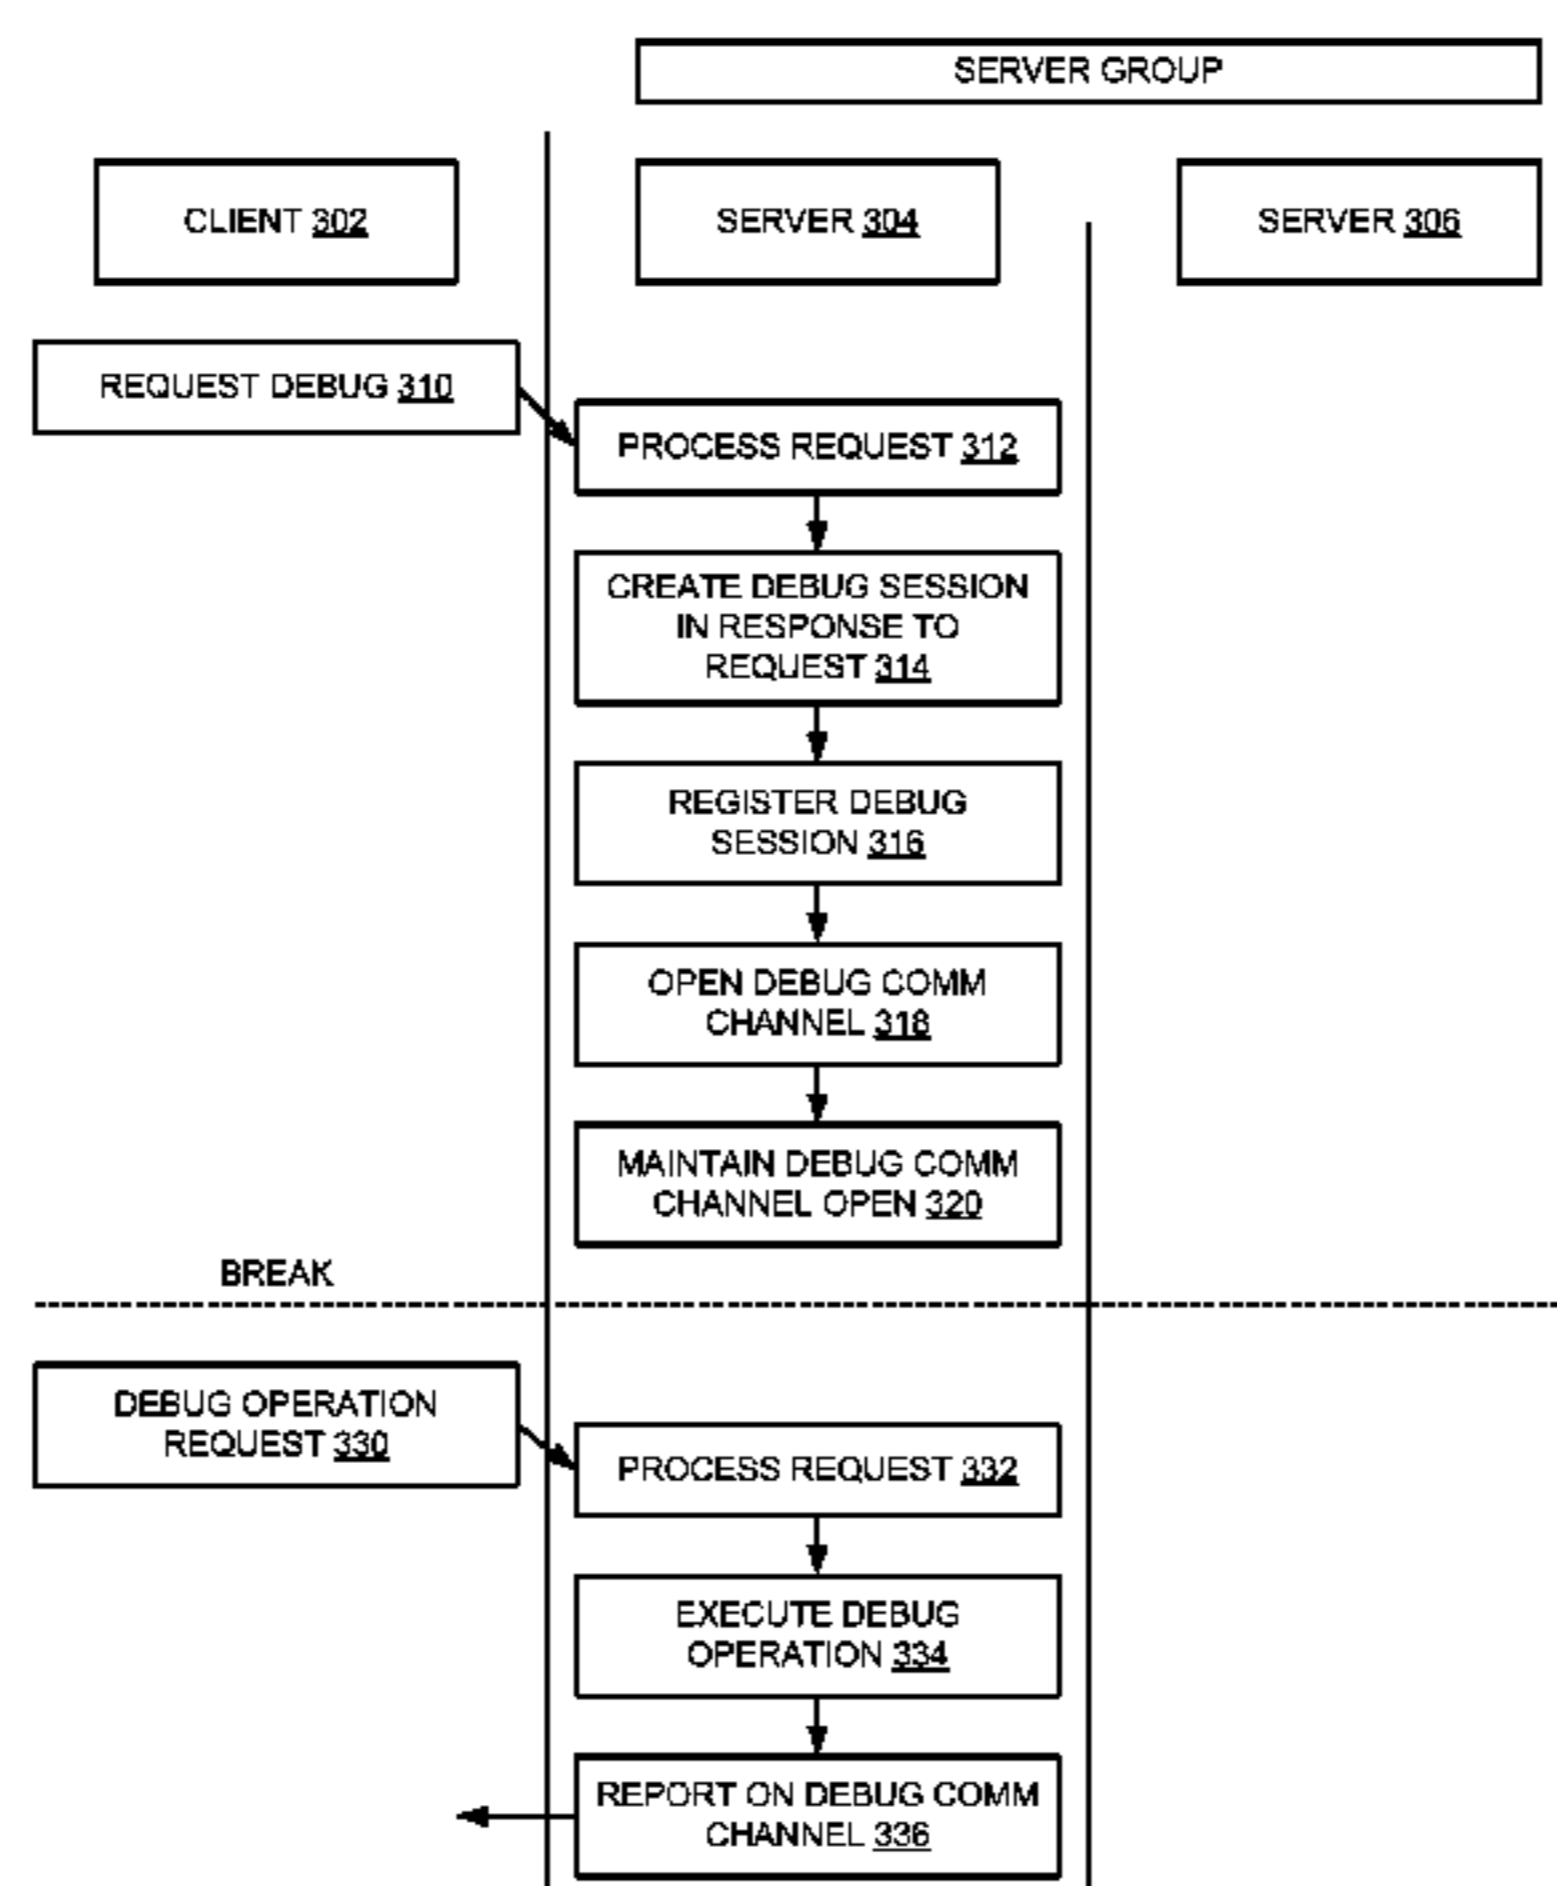 SERVER GROUP
CLIENT 302
SERVER 304
SERVER 306
REQUEST DEBUG 310
PROCESS REQUEST 312
CREATE DEBUG SESSION
IN RESPONSE TO
REQUEST 314
REGISTER DEBUG
SESSION 316
OPEN DEBUG COMM
CHANNEL 318
MAINTAIN DEBUG COMM
CHANNEL OPEN 320
BREAK
DEBUG OPERATION
REQUEST 330
PROCESS REQUEST 332
EXECUTE DEBUG
OPERATION 334
REPORT ON DEBUG COMM
CHANNEL 336